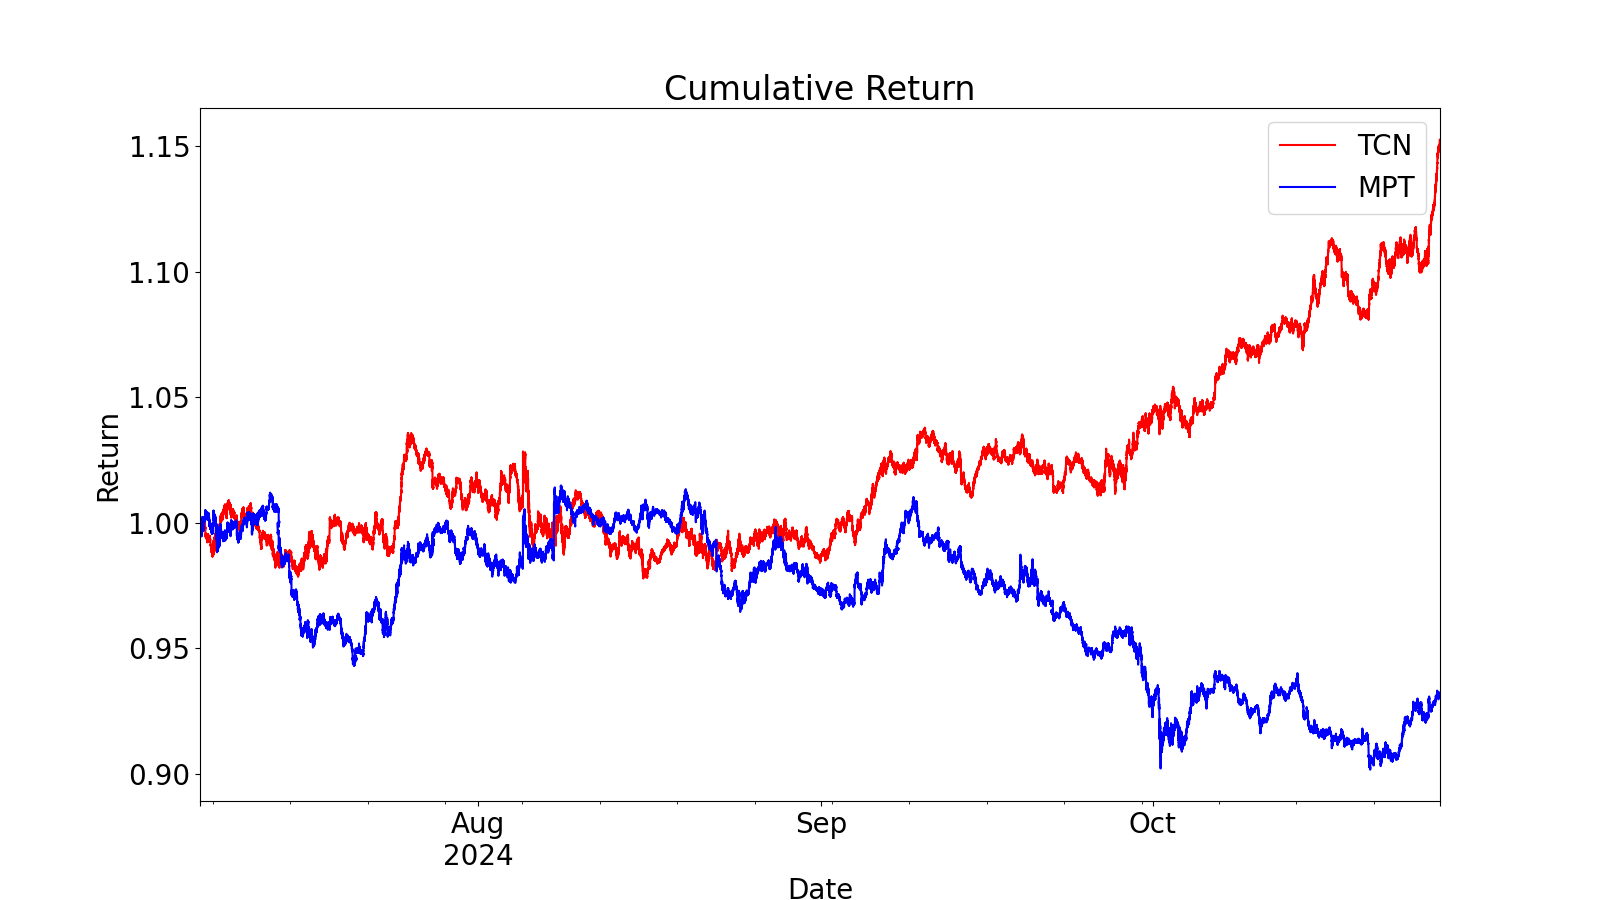 Cumulative Return
TCN
MPT
1.15
1.10
1.05
1.00
0.95
0.90
Return
Aug
2024
Sep
Oct
Date